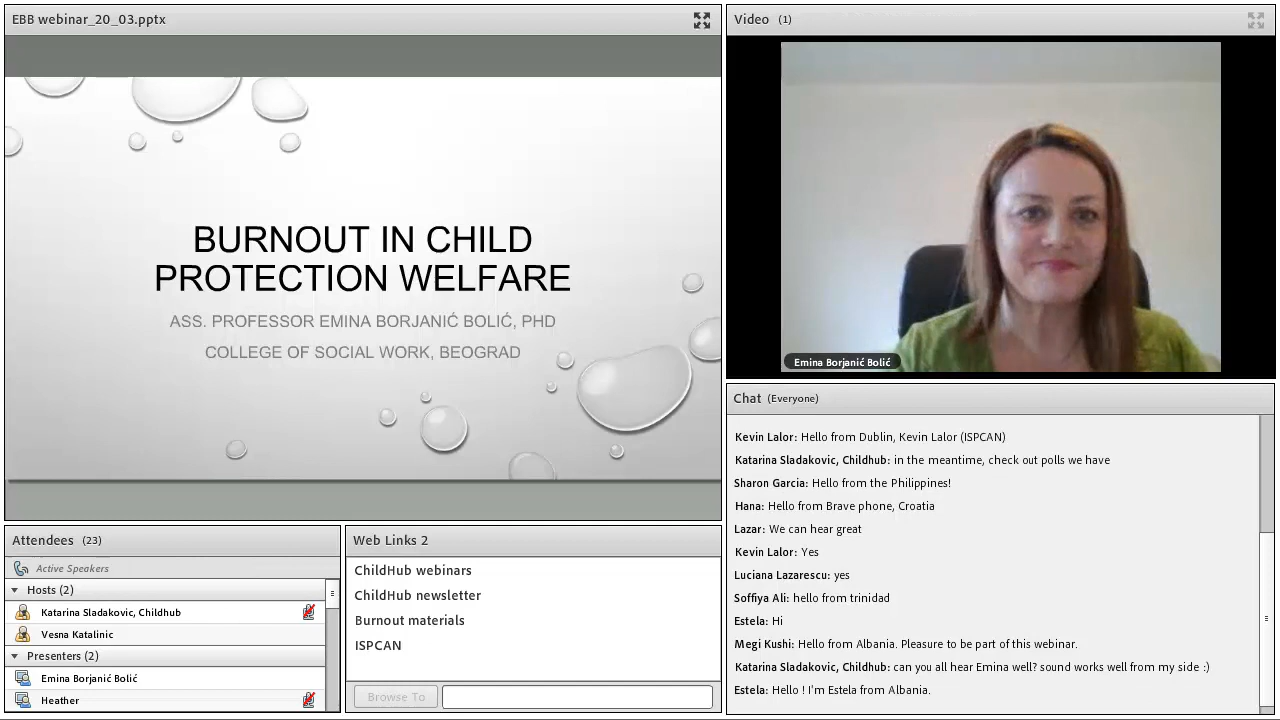 EBB webinar_20_03.pptx
BURNOUT IN CHILD
PROTECTION WELFARE
ASS. PROFESSOR EMINA BORJANIĆ BOLIĆ, PHD
COLLEGE OF SOCIAL WORK, BEOGRAD
Attendees (23)
Active Speakers
Hosts (2)
Katarina Sladakovic, Childhub
Vesna Katalinic
Presenters (2)
Emina Borjanić Bolić
Heather
Web Links 2
ChildHub webinars
ChildHub newsletter
Burnout materials
ISPCAN
Browse To
Video (1)
Emina Borjanić Bolić
Chat (Everyone)
Kevin Lalor: Hello from Dublin, Kevin Lalor (ISPCAN)
Katarina Sladakovic, Childhub: in the meantime, check out polls we have
Sharon Garcia: Hello from the Philippines!
Hana: Hello from Brave phone, Croatia
Lazar: We can hear great
Kevin Lalor: Yes
Luciana Lazarescu: yes
Soffiya Ali: hello from trinidad
Estela: Hi
Megi Kushi: Hello from Albania. Pleasure to be part of this webinar.
Katarina Sladakovic, Childhub: can you all hear Emina well? sound works well from my side :)
Estela: Hello ! I'm Estela from Albania.